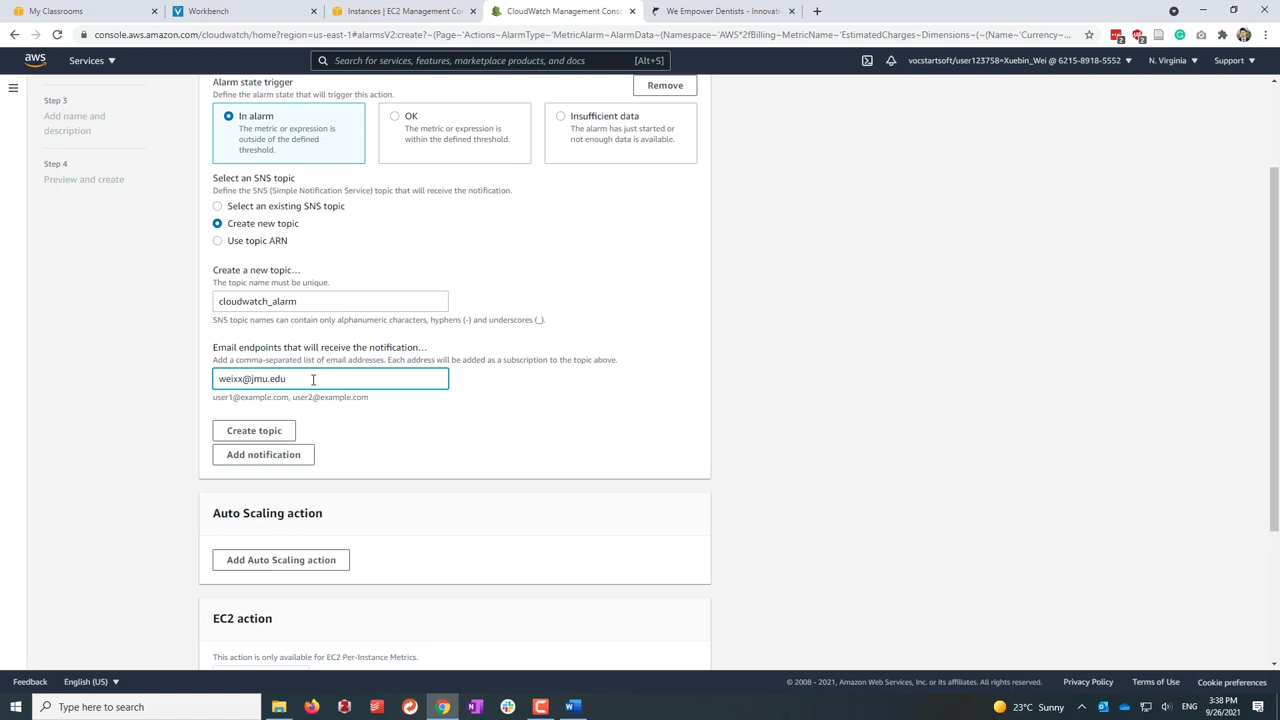 My Classrooms
Workbench
Instances | EC2 Management Con
CloudWatch Management Conso
We Empower Dentists - Innovati
console.aws.amazon.com/cloudwatch/home?region=us-east-1#alarmsV2:create?~(Page~'Actions~AlarmType~'MetricAlarm~AlarmData~(Namespace~'AWS*2fBilling~MetricName~'EstimatedCharges~Dimensions~(~(Name~'Currency~...
aws
Services
Search for services, features, marketplace products, and docs
[Alt+S]
vocstartsoft/user123758=Xuebin_Wei @ 6215-8918-5552
N. Virginia
Support
Alarm state trigger
Define the alarm state that will trigger this action.
Remove
Step 3
Add name and
description
Step 4
Preview and create
In alarm
The metric or expression is
outside of the defined
threshold.
OK
The metric or expression is
within the defined threshold.
Insufficient data
The alarm has just started or
not enough data is available.
Select an SNS topic
Define the SNS (Simple Notification Service) topic that will receive the notification.
Select an existing SNS topic
Create new topic
Use topic ARN
Create a new topic…
The topic name must be unique.
cloudwatch_alarm
SNS topic names can contain only alphanumeric characters, hyphens (-) and underscores (_).
Email endpoints that will receive the notification…
Add a comma-separated list of email addresses. Each address will be added as a subscription to the topic above.
weixx@jmu.edu
user1@example.com, user2@example.com
Create topic
Add notification
Auto Scaling action
Add Auto Scaling action
EC2 action
This action is only available for EC2 Per-Instance Metrics.
Feedback
English (US)
© 2008 - 2021, Amazon Web Services, Inc. or its affiliates. All rights reserved.
Privacy Policy
Terms of Use
Cookie preferences
Type here to search
23°C Sunny
ENG
3:38 PM
9/26/2021